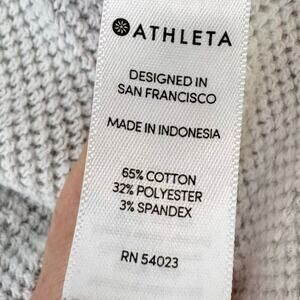 ATHLETA
DESIGNED IN
SAN FRANCISCO
MADE IN INDONESIA
65% COTTON
32% POLYESTER
3% SPANDEX
RN 54023